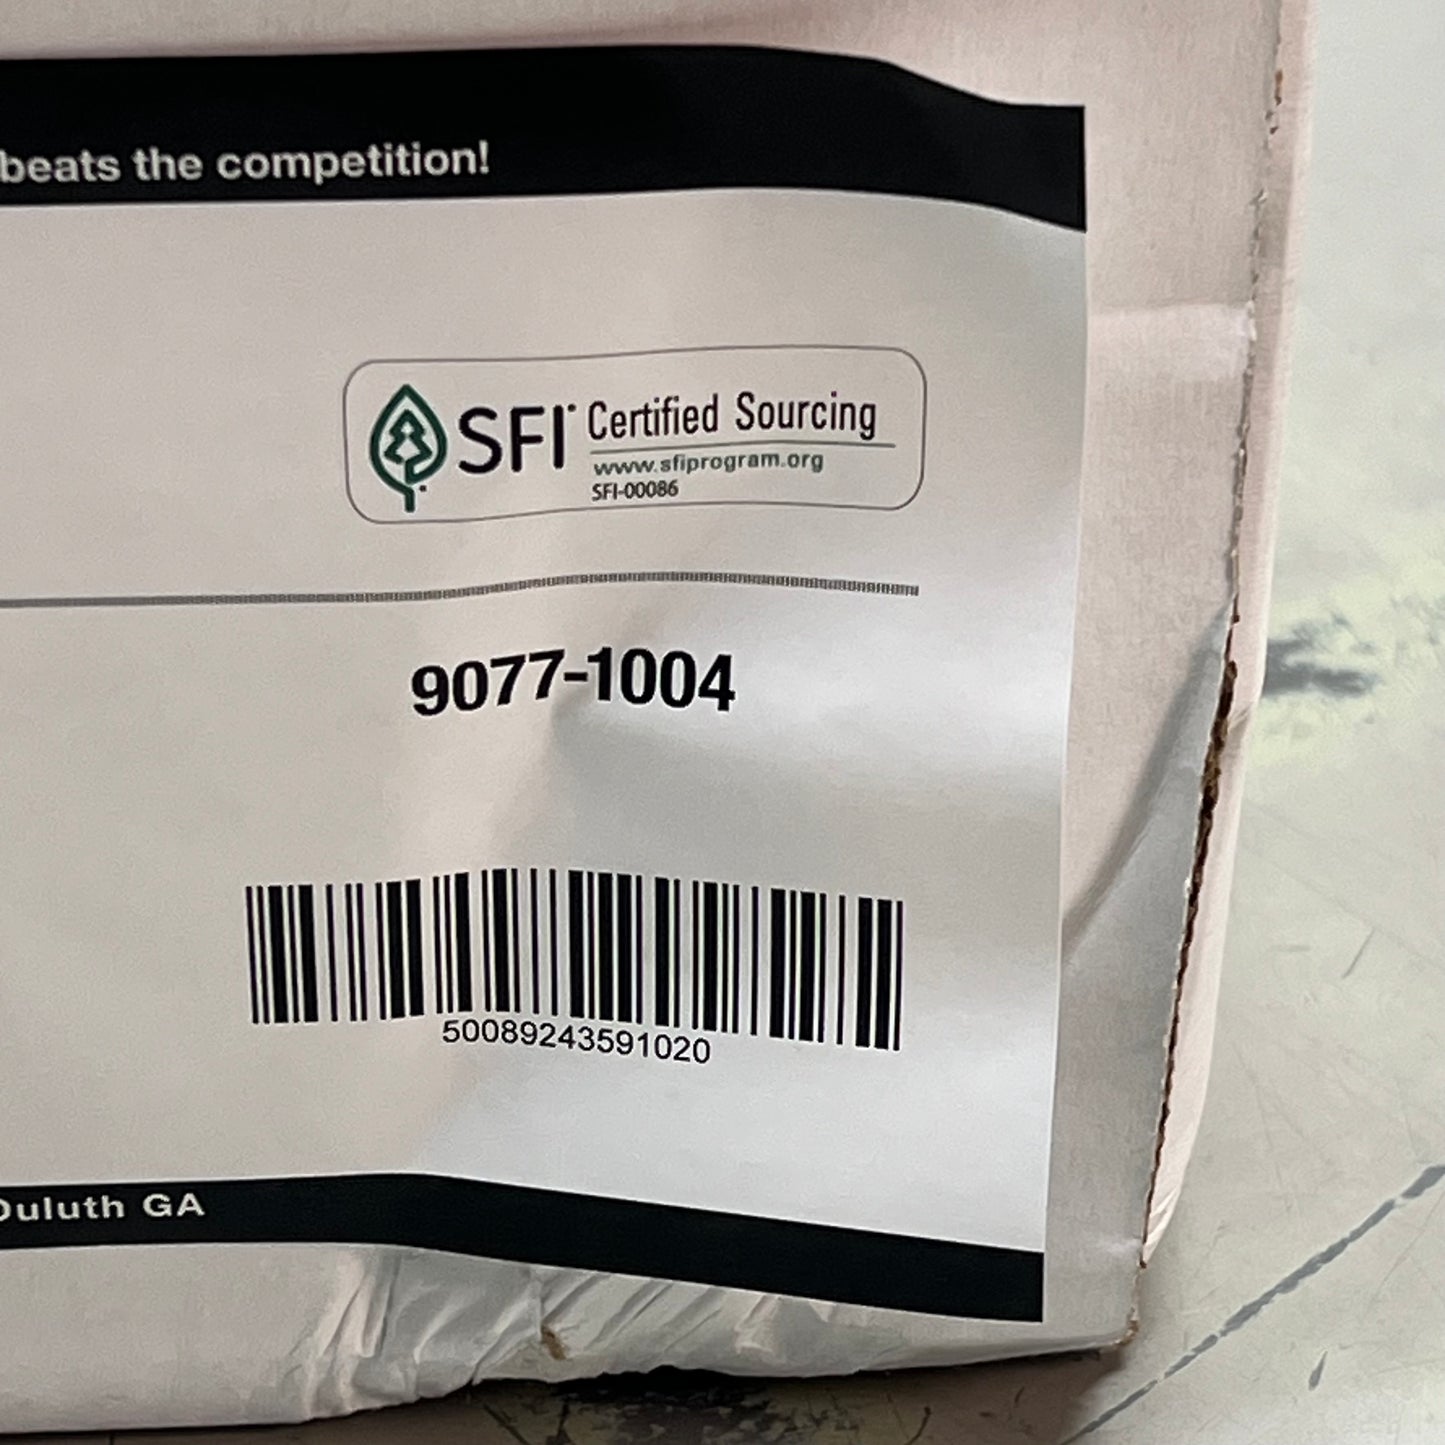 beats the competition!
SFI Certified Sourcing
www.sfiprogram.org
SFI-00086
9077-1004
50089243591020
Duluth GA